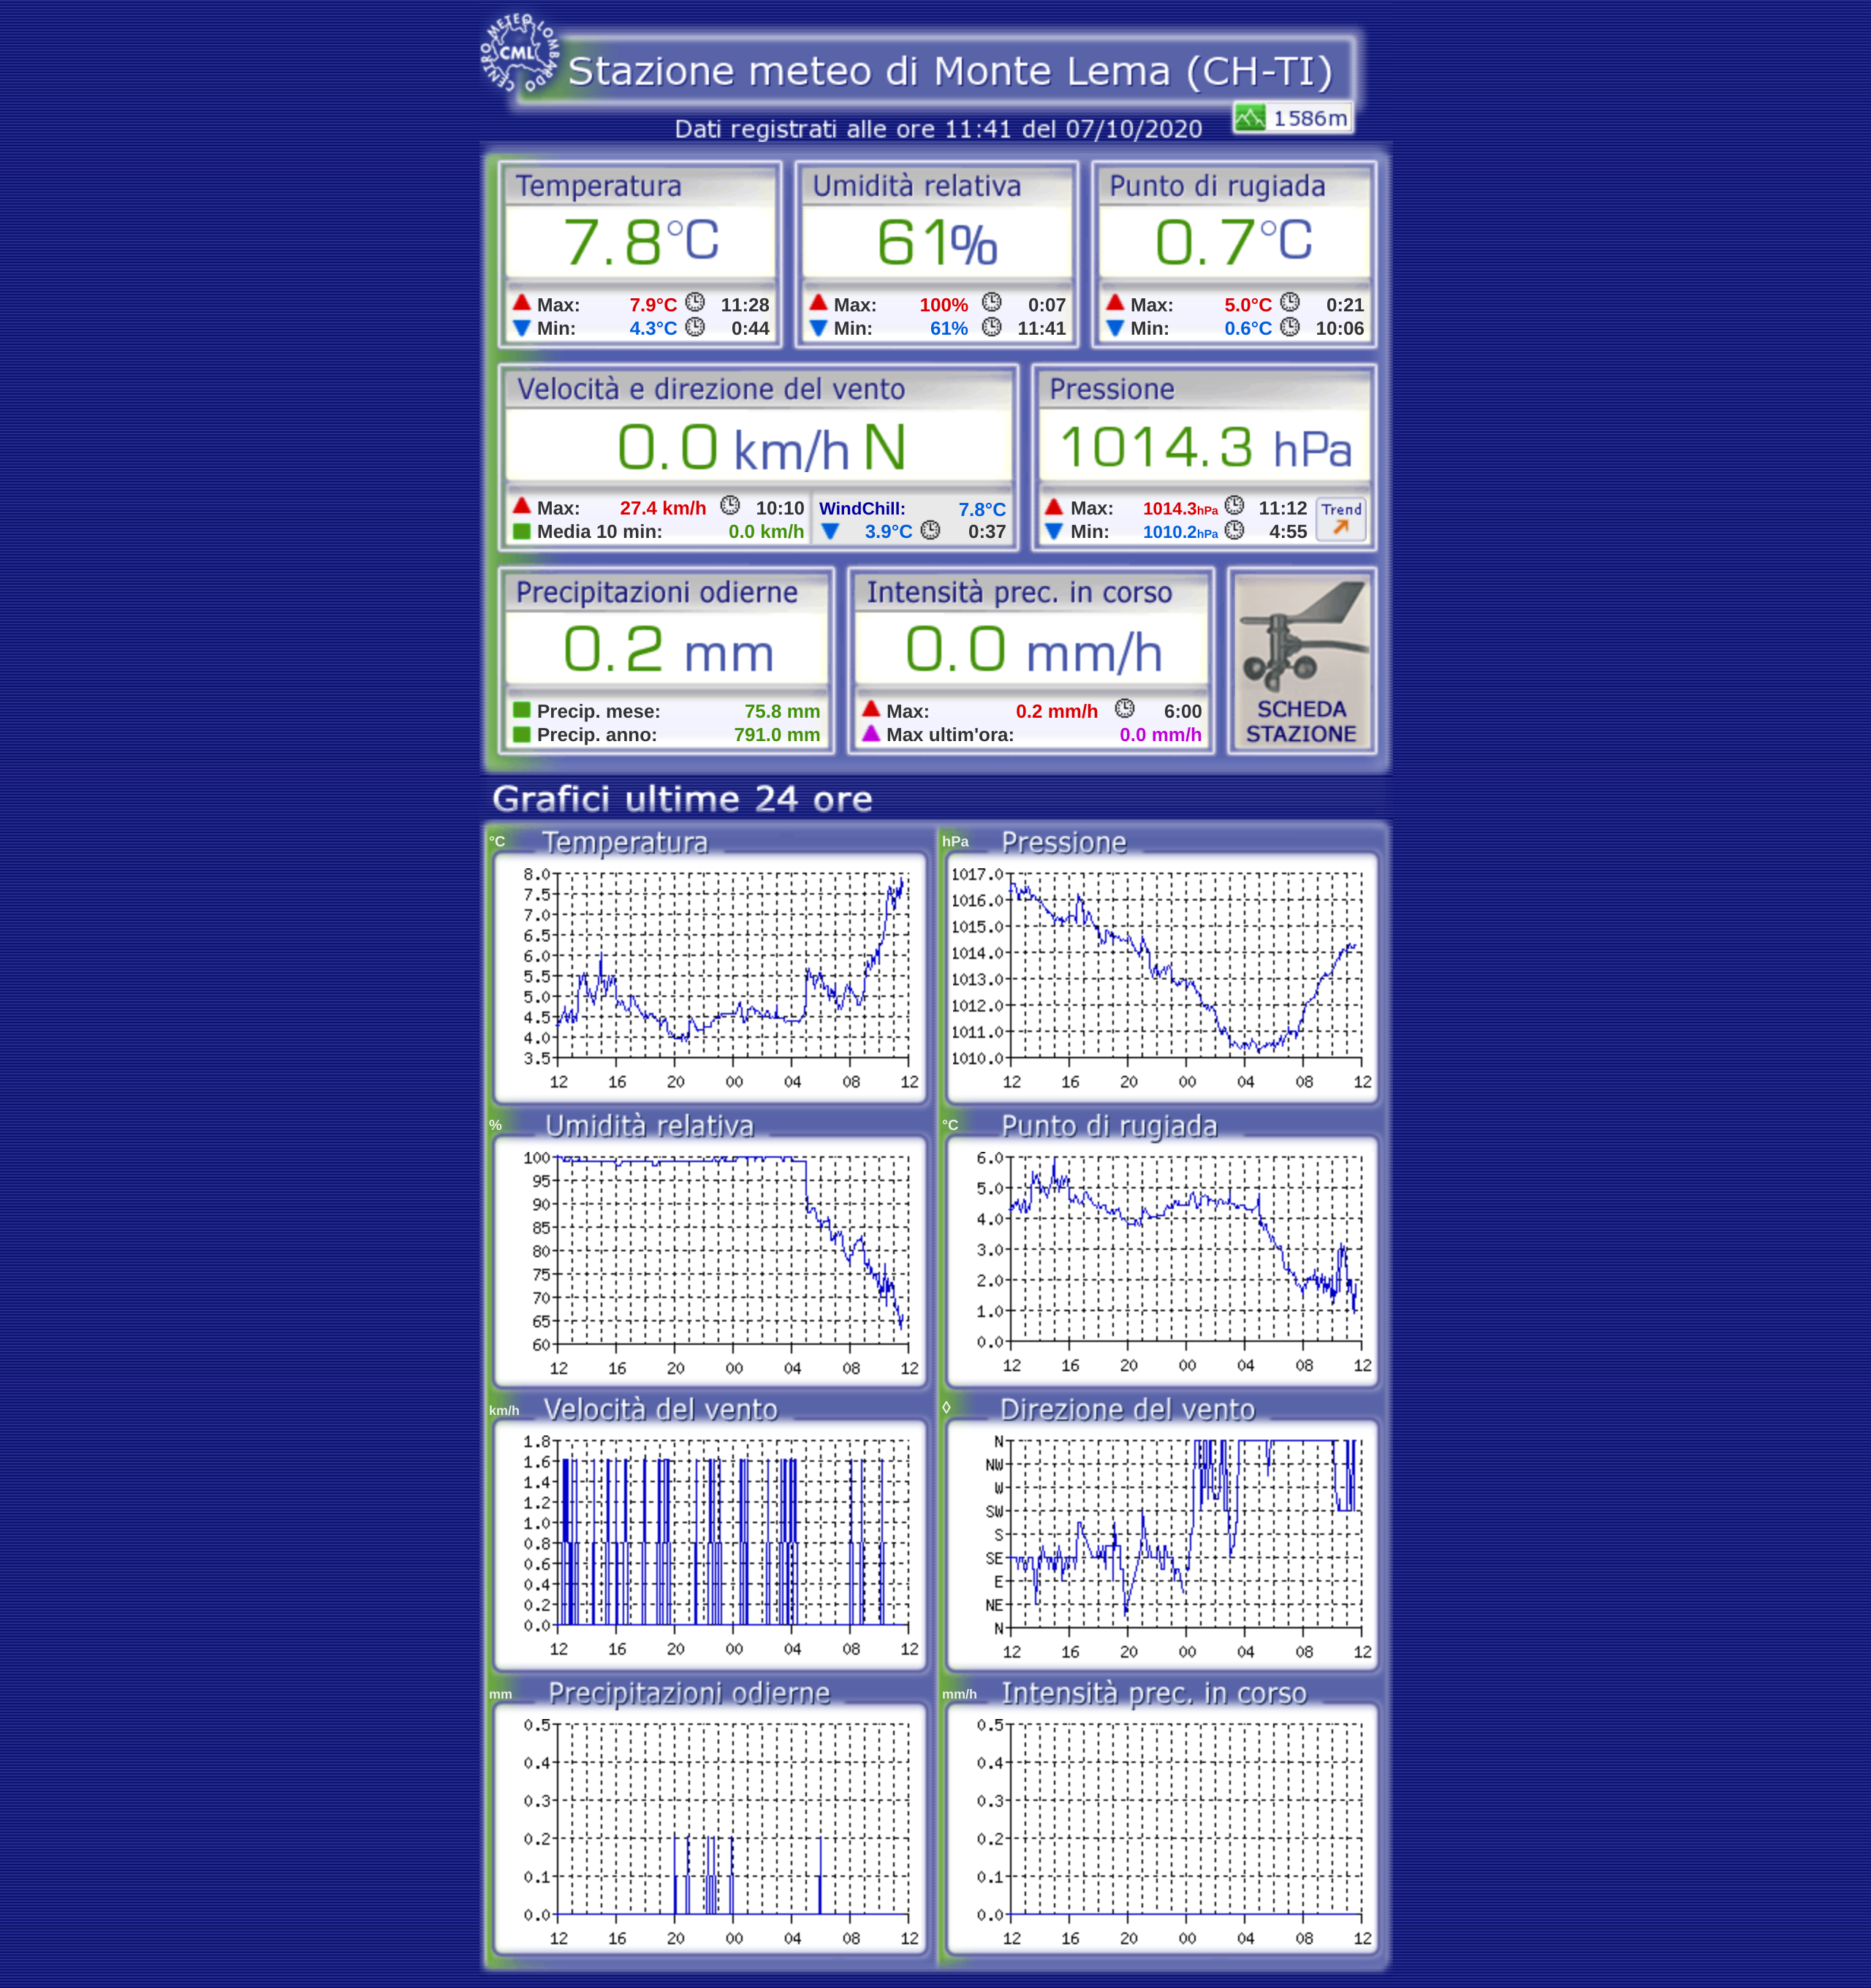 CENTRO METEO LOMBARDO
CML
Stazione meteo di Monte Lema (CH-TI)
1586m
Dati registrati alle ore 11:41 del 07/10/2020
Temperatura Umidità relativa Punto di rugiada
7.8°C 61% 0.7°C
Max: 7.9°C 11:28 Max: 100% 0:07 Max: 5.0°C 0:21
Min: 4.3°C 0:44 Min: 61% 11:41 Min: 0.6°C 10:06
Velocità e direzione del vento Pressione
0.0 km/h N 1014.3 hPa
Max: 27.4 km/h 10:10 WindChill: 7.8°C Max: 1014.3hPa 11:12 Trend
Media 10 min: 0.0 km/h 3.9°C 0:37 Min: 1010.2hPa 4:55
Precipitazioni odierne Intensità prec. in corso
0.2 mm 0.0 mm/h
Precip. mese: 75.8 mm Max: 0.2 mm/h 6:00 SCHEDA
Precip. anno: 791.0 mm Max ultim'ora: 0.0 mm/h STAZIONE
Grafici ultime 24 ore
°C Temperatura
8.0
7.5
7.0
6.5
6.0
5.5
5.0
4.5
4.0
3.5
12 16 20 00 04 08 12
hPa Pressione
1017.0
1016.0
1015.0
1014.0
1013.0
1012.0
1011.0
1010.0
12 16 20 00 04 08 12
% Umidità relativa
100
95
90
85
80
75
70
65
60
12 16 20 00 04 08 12
°C Punto di rugiada
6.0
5.0
4.0
3.0
2.0
1.0
0.0
12 16 20 00 04 08 12
km/h Velocità del vento
1.8
1.6
1.4
1.2
1.0
0.8
0.6
0.4
0.2
0.0
12 16 20 00 04 08 12
◊ Direzione del vento
N
NW
W
SW
S
SE
E
NE
N
12 16 20 00 04 08 12
mm Precipitazioni odierne
0.5
0.4
0.3
0.2
0.1
0.0
12 16 20 00 04 08 12
mm/h Intensità prec. in corso
0.5
0.4
0.3
0.2
0.1
0.0
12 16 20 00 04 08 12